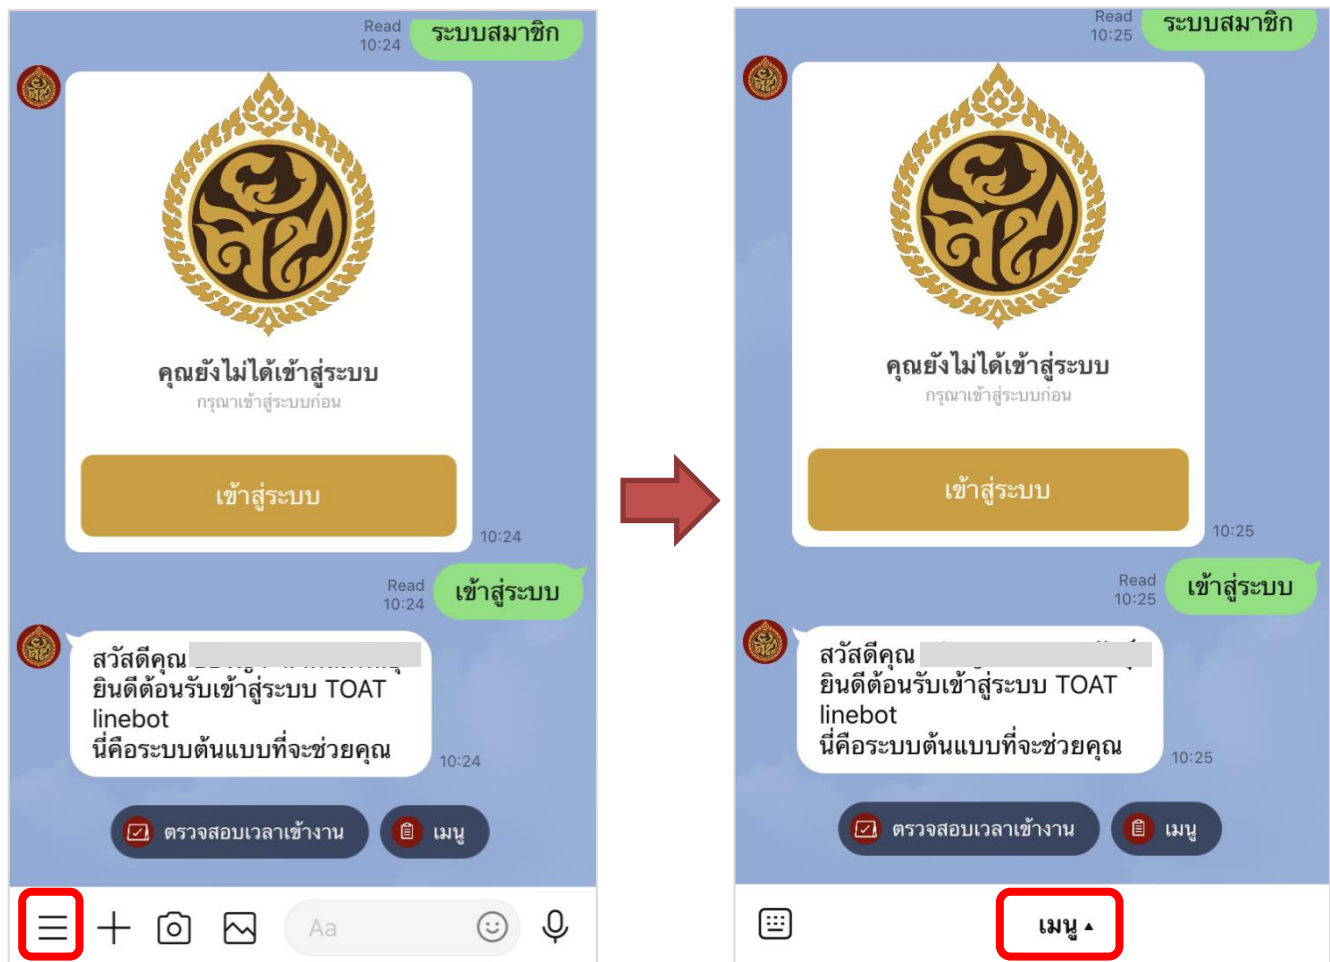 Read
10:24
ระบบสมาชิก
คุณยังไม่ได้เข้าสู่ระบบ
กรุณาเข้าสู่ระบบก่อน
เข้าสู่ระบบ
10:24
Read
10:24
เข้าสู่ระบบ
สวัสดีคุณ
ยินดีต้อนรับเข้าสู่ระบบ TOAT
linebot
นี่คือระบบต้นแบบที่จะช่วยคุณ
10:24
ตรวจสอบเวลาเข้างาน
เมนู
Aa
Read
10:25
ระบบสมาชิก
คุณยังไม่ได้เข้าสู่ระบบ
กรุณาเข้าสู่ระบบก่อน
เข้าสู่ระบบ
10:25
Read
10:25
เข้าสู่ระบบ
สวัสดีคุณ
ยินดีต้อนรับเข้าสู่ระบบ TOAT
linebot
นี่คือระบบต้นแบบที่จะช่วยคุณ
10:25
ตรวจสอบเวลาเข้างาน
เมนู
เมนู